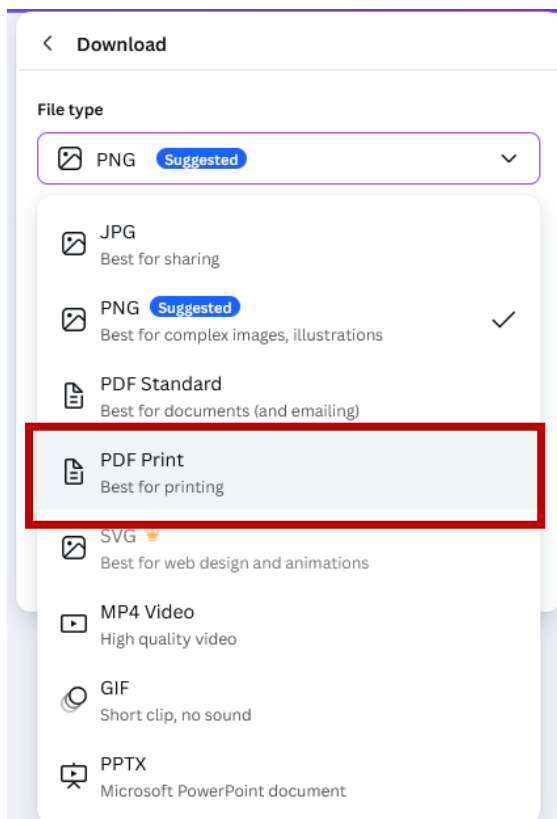 Download
File type
PNG Suggested
JPG
Best for sharing
PNG Suggested
Best for complex images, illustrations
PDF Standard
Best for documents (and emailing)
PDF Print
Best for printing
SVG
Best for web design and animations
MP4 Video
High quality video
GIF
Short clip, no sound
PPTX
Microsoft PowerPoint document